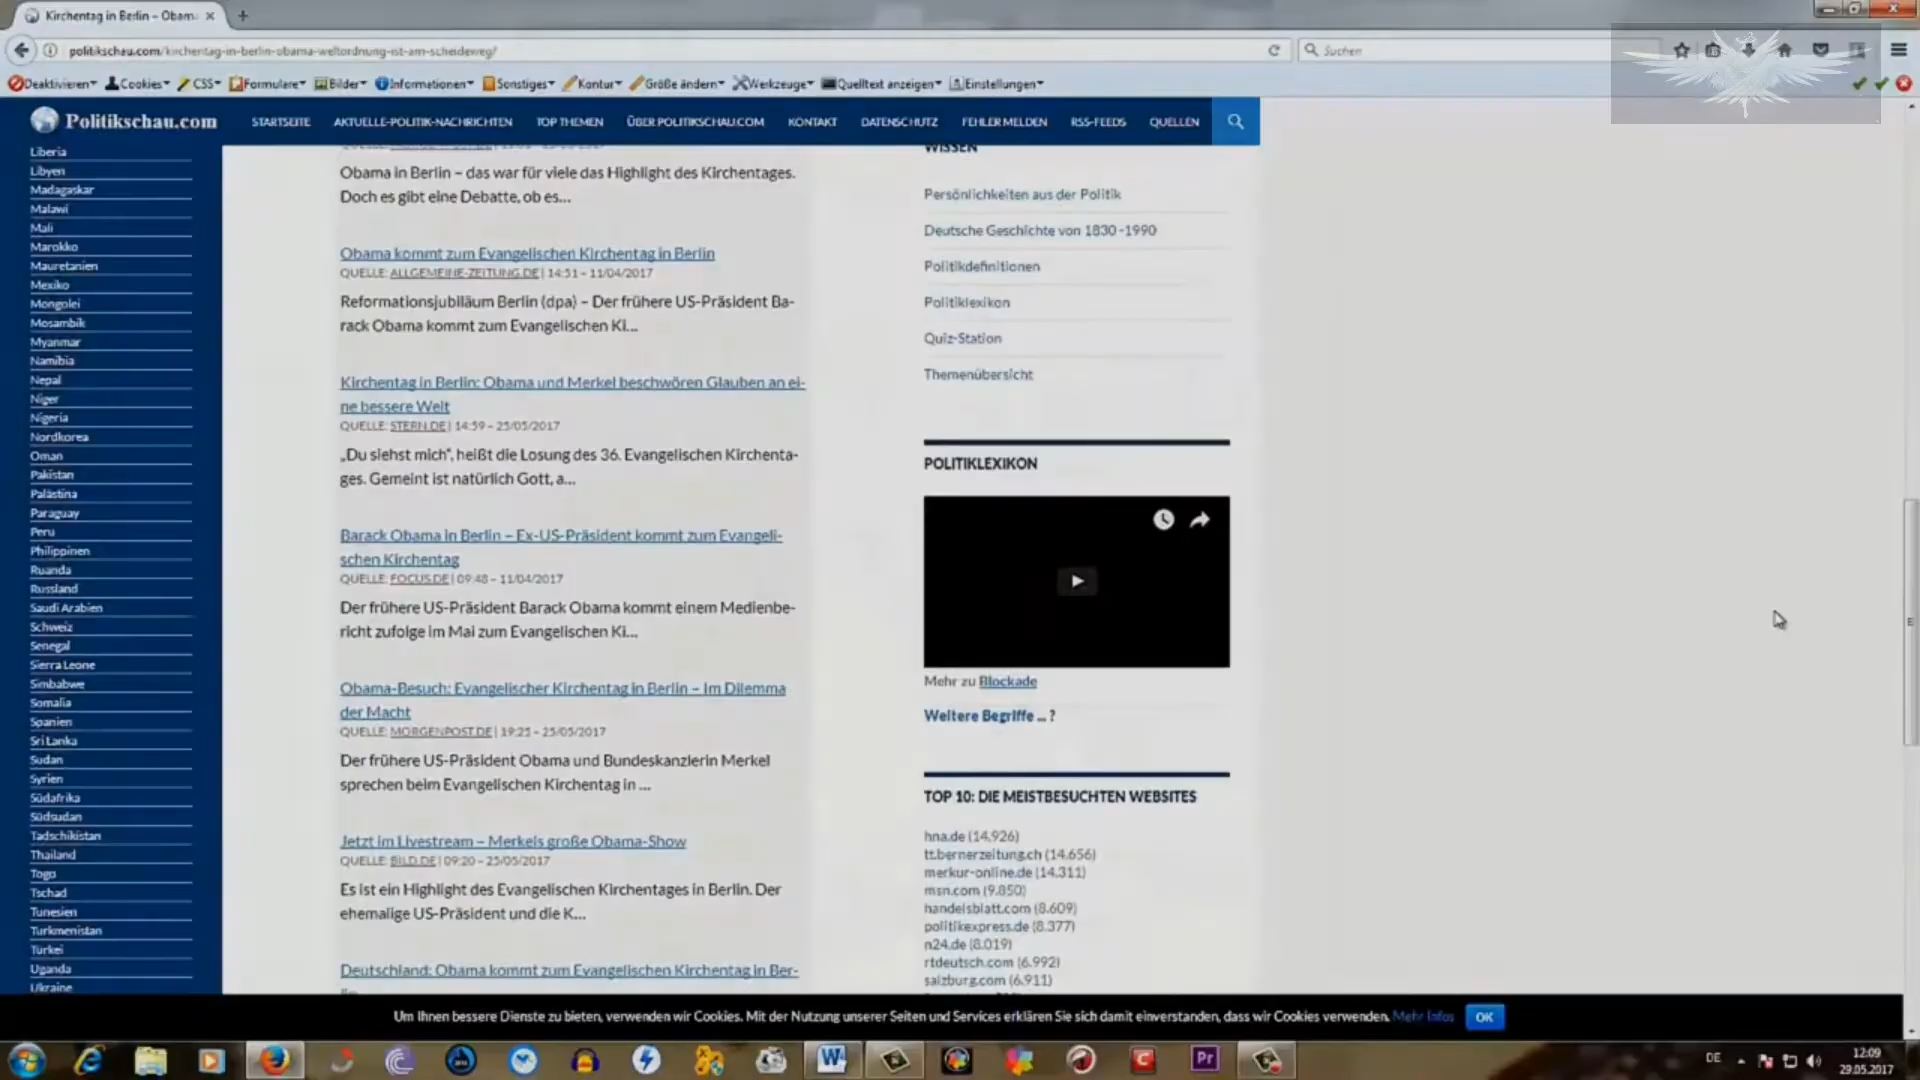 Kirchentag in Berlin – Obam
politikschau.com/kirchentag-in-berlin-obama-weltordnung-ist-am-scheideweg/
Suchen
Deaktivieren Cookies CSS Formulare Bilder Informationen Sonstiges Kontur Größe ändern Werkzeuge Quelltext anzeigen Einstellungen
Politikschau.com
STARTSEITE AKTUELLE-POLITIK-NACHRICHTEN TOP THEMEN ÜBER POLITIKSCHAU.COM KONTAKT DATENSCHUTZ FEHLER MELDEN RSS-FEEDS QUELLEN
Liberia
Libyen
Madagaskar
Malawi
Mali
Marokko
Mauretanien
Mexiko
Mongolei
Mosambik
Myanmar
Namibia
Nepal
Niger
Nigeria
Nordkorea
Oman
Pakistan
Palästina
Paraguay
Peru
Philippinen
Ruanda
Russland
Saudi Arabien
Schweiz
Senegal
Sierra Leone
Simbabwe
Somalia
Spanien
Sri Lanka
Sudan
Syrien
Südafrika
Südsudan
Tadschikistan
Thailand
Togo
Tschad
Tunesien
Turkmenistan
Türkei
Uganda
Ukraine
Obama in Berlin – das war für viele das Highlight des Kirchentages.
Doch es gibt eine Debatte, ob es...
Obama kommt zum Evangelischen Kirchentag in Berlin
QUELLE: ALLGEMEINE-ZEITUNG.DE | 14:51 – 11/04/2017
Reformationsjubiläum Berlin (dpa) – Der frühere US-Präsident Ba-
rack Obama kommt zum Evangelischen Ki...
Kirchentag in Berlin: Obama und Merkel beschwören Glauben an ei-
ne bessere Welt
QUELLE: STERN.DE | 14:59 – 25/05/2017
„Du siehst mich“, heißt die Losung des 36. Evangelischen Kirchenta-
ges. Gemeint ist natürlich Gott, a...
Barack Obama in Berlin – Ex-US-Präsident kommt zum Evangeli-
schen Kirchentag
QUELLE: FOCUS.DE | 09:48 – 11/04/2017
Der frühere US-Präsident Barack Obama kommt einem Medienbe-
richt zufolge im Mai zum Evangelischen Ki...
Obama-Besuch: Evangelischer Kirchentag in Berlin – Im Dilemma
der Macht
QUELLE: MORGENPOST.DE | 19:25 – 25/05/2017
Der frühere US-Präsident Obama und Bundeskanzlerin Merkel
sprechen beim Evangelischen Kirchentag in ...
Jetzt im Livestream – Merkels große Obama-Show
QUELLE: BILD.DE | 09:20 – 25/05/2017
Es ist ein Highlight des Evangelischen Kirchentages in Berlin. Der
ehemalige US-Präsident und die K...
Deutschland: Obama kommt zum Evangelischen Kirchentag in Ber-
WISSEN
Persönlichkeiten aus der Politik
Deutsche Geschichte von 1830 -1990
Politikdefinitionen
Politiklexikon
Quiz-Station
Themenübersicht
POLITIKLEXIKON
Mehr zu Blockade
Weitere Begriffe ... ?
TOP 10: DIE MEISTBESUCHTEN WEBSITES
hna.de (14.926)
tt.bernerzeitung.ch (14.656)
merkur-online.de (14.311)
msn.com (9.850)
handelsblatt.com (8.609)
politikexpress.de (8.377)
n24.de (8.019)
rtdeutsch.com (6.992)
salzburg.com (6.911)
Um Ihnen bessere Dienste zu bieten, verwenden wir Cookies. Mit der Nutzung unserer Seiten und Services erklären Sie sich damit einverstanden, dass wir Cookies verwenden. Mehr Infos OK
DE
12:09
29.05.2017